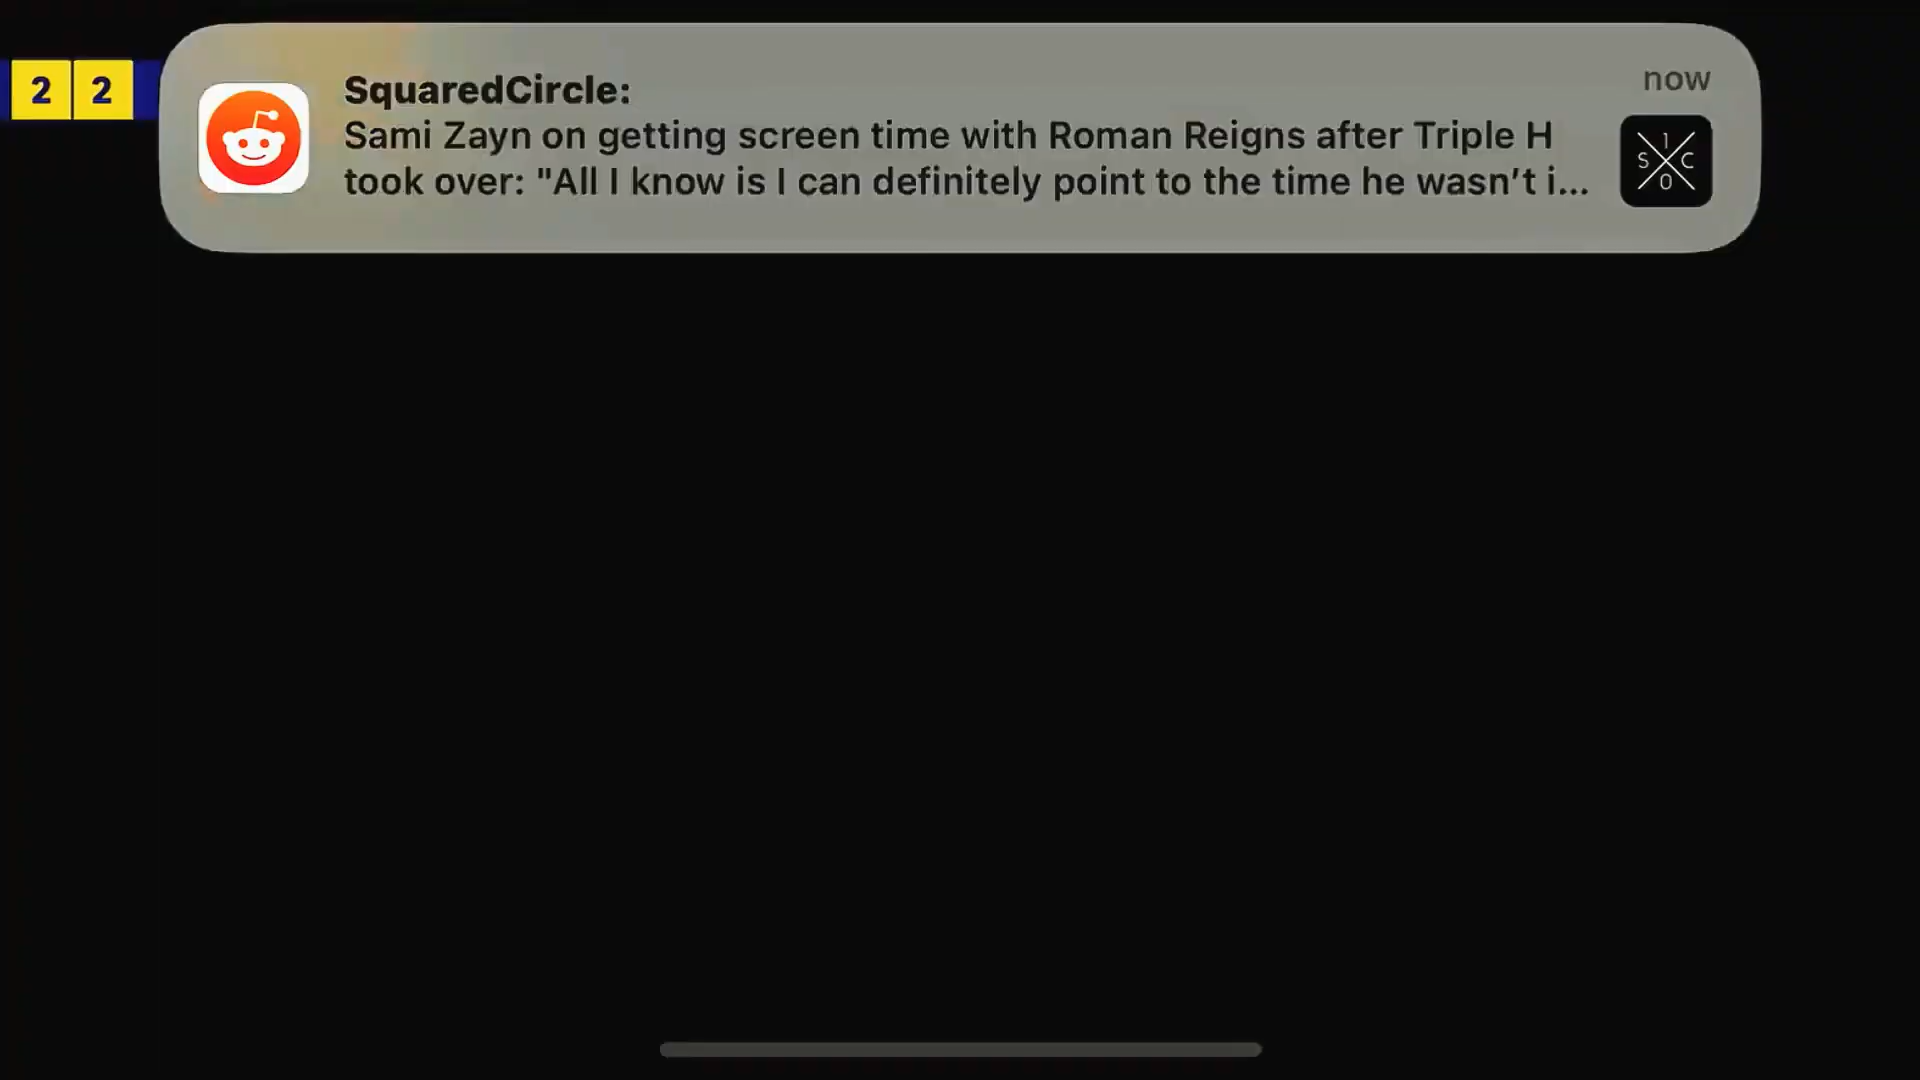 2 2
SquaredCircle:
now
Sami Zayn on getting screen time with Roman Reigns after Triple H
took over: "All I know is I can definitely point to the time he wasn't i...
1
S C
0